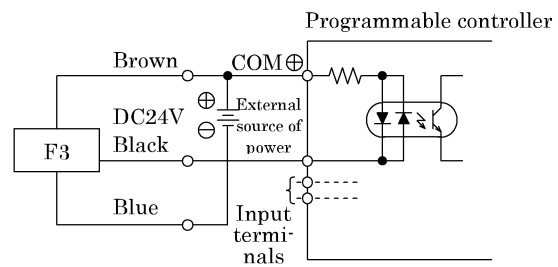 Programmable controller
Brown
COM⊕
DC24V
⊕
⊖
External
source of
power
F3
Black
Blue
Input
termi-
nals